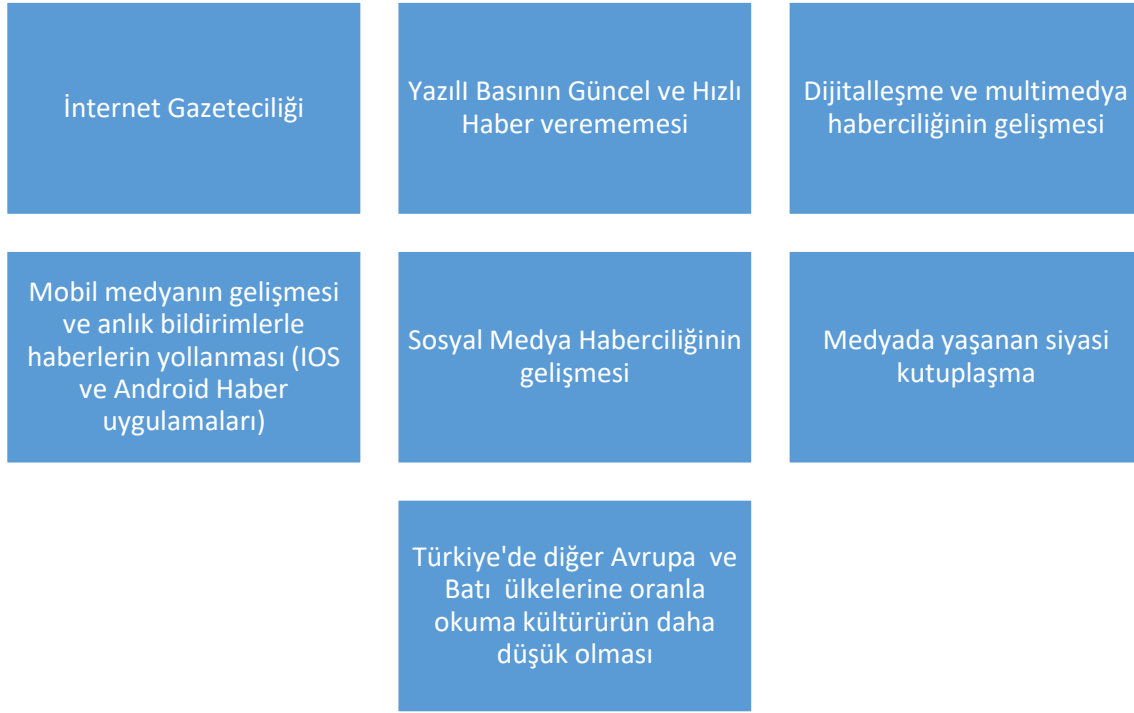 İnternet Gazeteciliği
YazılI Basının Güncel ve Hızlı
Haber verememesi
Dijitalleşme ve multimedya
haberciliğinin gelişmesi
Mobil medyanın gelişmesi
ve anlık bildirimlerle
haberlerin yollanması (IOS
ve Android Haber
uygulamaları)
Sosyal Medya Haberciliğinin
gelişmesi
Medyada yaşanan siyasi
kutuplaşma
Türkiye'de diğer Avrupa ve
Batı ülkelerine oranla
okuma kültürürün daha
düşük olması